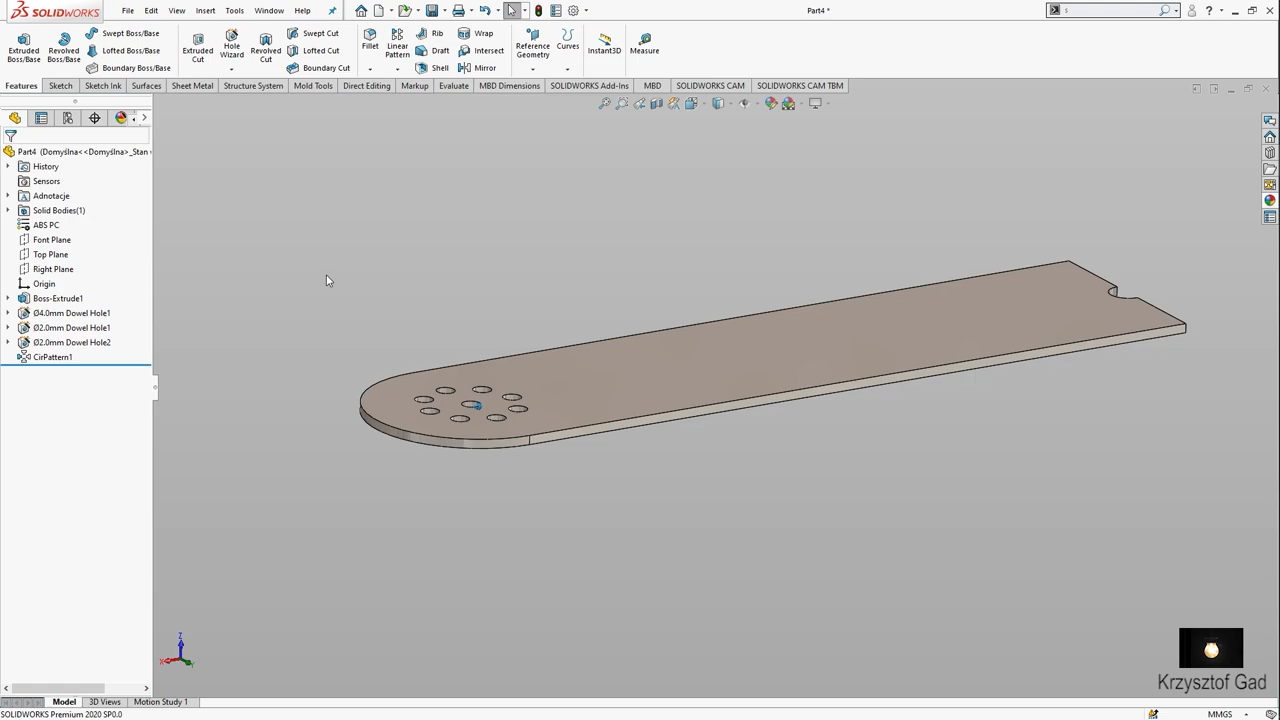 SOLIDWORKS
File Edit View Insert Tools Window Help
Part4 *
s
Extruded Boss/Base
Revolved Boss/Base
Swept Boss/Base
Lofted Boss/Base
Boundary Boss/Base
Extruded Cut
Hole Wizard
Revolved Cut
Swept Cut
Lofted Cut
Boundary Cut
Fillet
Linear Pattern
Rib
Draft
Shell
Wrap
Intersect
Mirror
Reference Geometry
Curves
Instant3D
Measure
Features Sketch Sketch Ink Surfaces Sheet Metal Structure System Mold Tools Direct Editing Markup Evaluate MBD Dimensions SOLIDWORKS Add-Ins MBD SOLIDWORKS CAM SOLIDWORKS CAM TBM
Part4 (Domyślna<<Domyślna>_Stan
History
Sensors
Adnotacje
Solid Bodies(1)
ABS PC
Font Plane
Top Plane
Right Plane
Origin
Boss-Extrude1
Ø4.0mm Dowel Hole1
Ø2.0mm Dowel Hole1
Ø2.0mm Dowel Hole2
CirPattern1
Z
X
Y
Krzysztof Gad
Model 3D Views Motion Study 1
SOLIDWORKS Premium 2020 SP0.0
MMGS